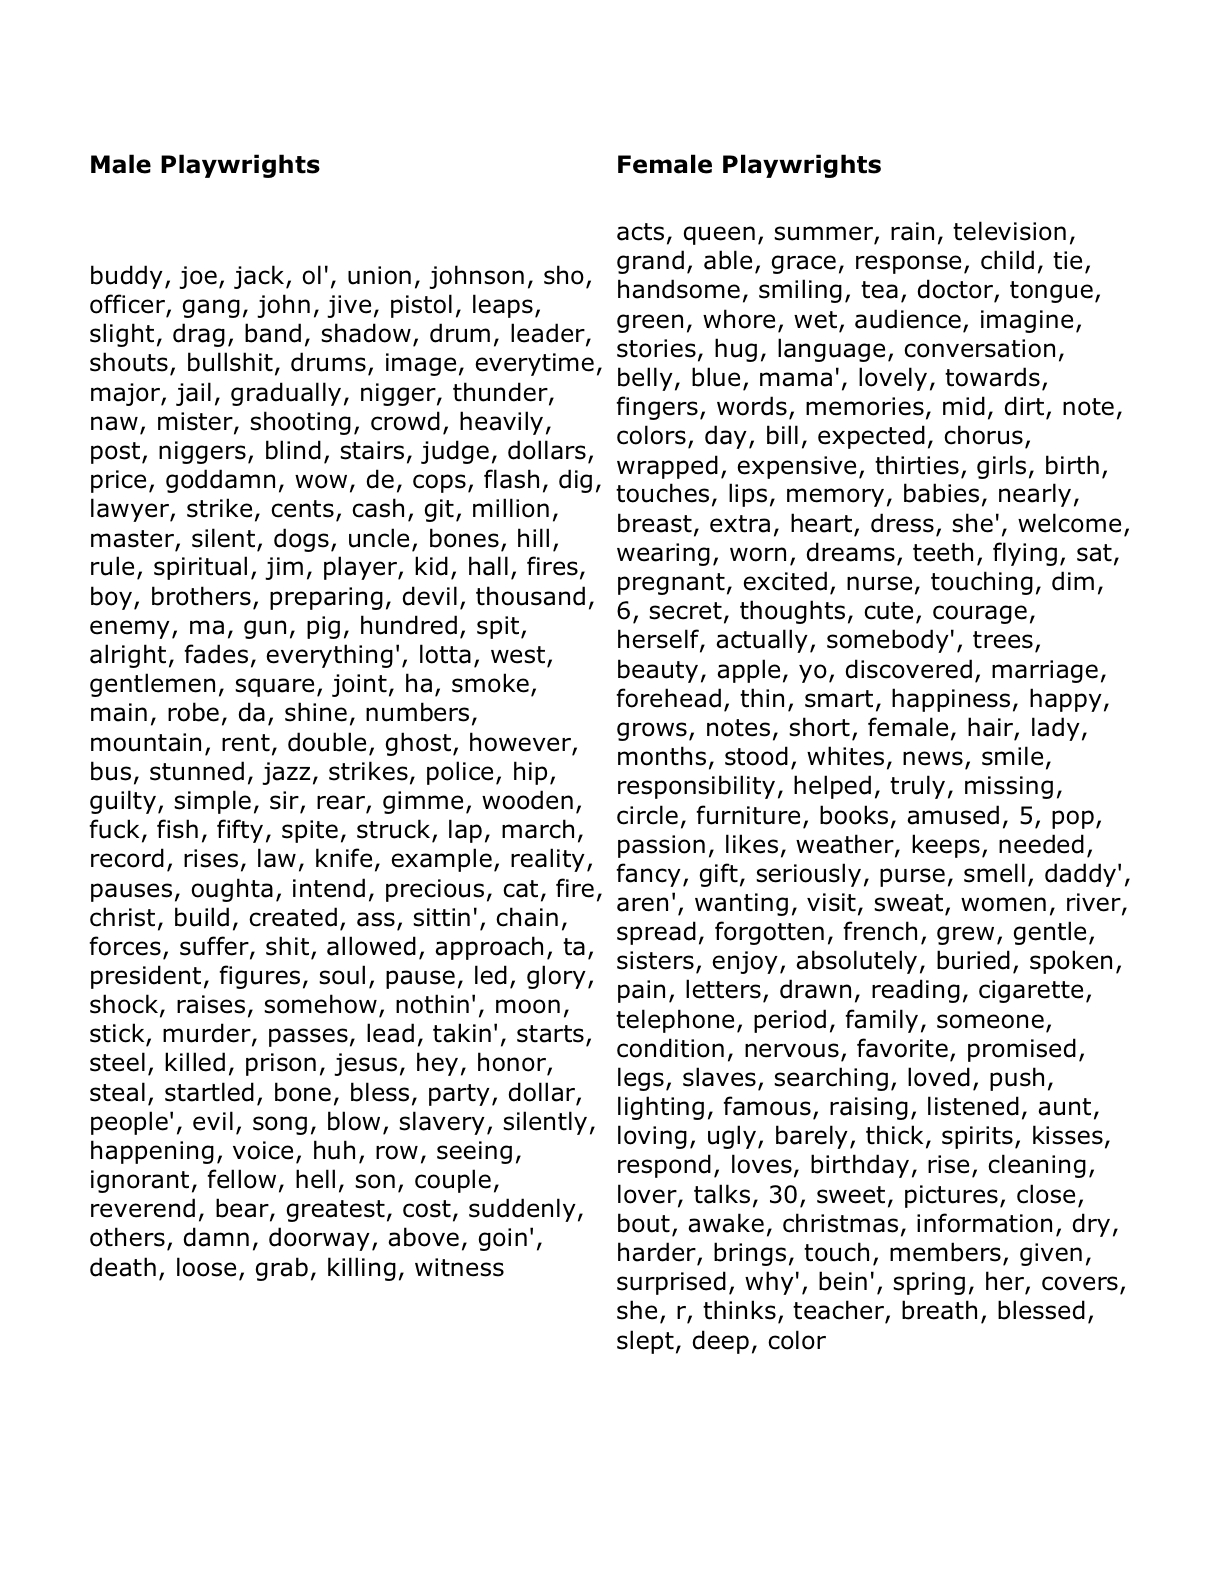 Male Playwrights
buddy, joe, jack, ol', union, johnson, sho,
officer, gang, john, jive, pistol, leaps,
slight, drag, band, shadow, drum, leader,
shouts, bullshit, drums, image, everytime,
major, jail, gradually, nigger, thunder,
naw, mister, shooting, crowd, heavily,
post, niggers, blind, stairs, judge, dollars,
price, goddamn, wow, de, cops, flash, dig,
lawyer, strike, cents, cash, git, million,
master, silent, dogs, uncle, bones, hill,
rule, spiritual, jim, player, kid, hall, fires,
boy, brothers, preparing, devil, thousand,
enemy, ma, gun, pig, hundred, spit,
alright, fades, everything', lotta, west,
gentlemen, square, joint, ha, smoke,
main, robe, da, shine, numbers,
mountain, rent, double, ghost, however,
bus, stunned, jazz, strikes, police, hip,
guilty, simple, sir, rear, gimme, wooden,
fuck, fish, fifty, spite, struck, lap, march,
record, rises, law, knife, example, reality,
pauses, oughta, intend, precious, cat, fire,
christ, build, created, ass, sittin', chain,
forces, suffer, shit, allowed, approach, ta,
president, figures, soul, pause, led, glory,
shock, raises, somehow, nothin', moon,
stick, murder, passes, lead, takin', starts,
steel, killed, prison, jesus, hey, honor,
steal, startled, bone, bless, party, dollar,
people', evil, song, blow, slavery, silently,
happening, voice, huh, row, seeing,
ignorant, fellow, hell, son, couple,
reverend, bear, greatest, cost, suddenly,
others, damn, doorway, above, goin',
death, loose, grab, killing, witness
Female Playwrights
acts, queen, summer, rain, television,
grand, able, grace, response, child, tie,
handsome, smiling, tea, doctor, tongue,
green, whore, wet, audience, imagine,
stories, hug, language, conversation,
belly, blue, mama', lovely, towards,
fingers, words, memories, mid, dirt, note,
colors, day, bill, expected, chorus,
wrapped, expensive, thirties, girls, birth,
touches, lips, memory, babies, nearly,
breast, extra, heart, dress, she', welcome,
wearing, worn, dreams, teeth, flying, sat,
pregnant, excited, nurse, touching, dim,
6, secret, thoughts, cute, courage,
herself, actually, somebody', trees,
beauty, apple, yo, discovered, marriage,
forehead, thin, smart, happiness, happy,
grows, notes, short, female, hair, lady,
months, stood, whites, news, smile,
responsibility, helped, truly, missing,
circle, furniture, books, amused, 5, pop,
passion, likes, weather, keeps, needed,
fancy, gift, seriously, purse, smell, daddy',
aren', wanting, visit, sweat, women, river,
spread, forgotten, french, grew, gentle,
sisters, enjoy, absolutely, buried, spoken,
pain, letters, drawn, reading, cigarette,
telephone, period, family, someone,
condition, nervous, favorite, promised,
legs, slaves, searching, loved, push,
lighting, famous, raising, listened, aunt,
loving, ugly, barely, thick, spirits, kisses,
respond, loves, birthday, rise, cleaning,
lover, talks, 30, sweet, pictures, close,
bout, awake, christmas, information, dry,
harder, brings, touch, members, given,
surprised, why', bein', spring, her, covers,
she, r, thinks, teacher, breath, blessed,
slept, deep, color